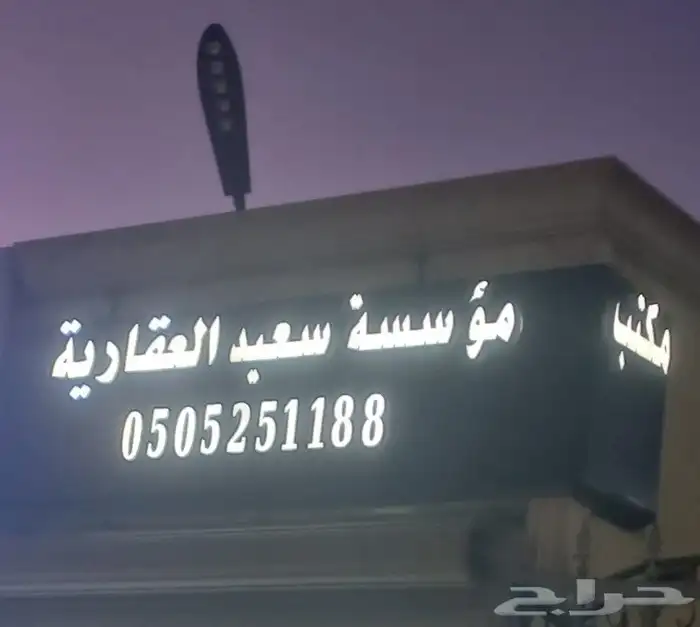 مؤسسة سعيد العقارية
0505251188
مكتب
حراج